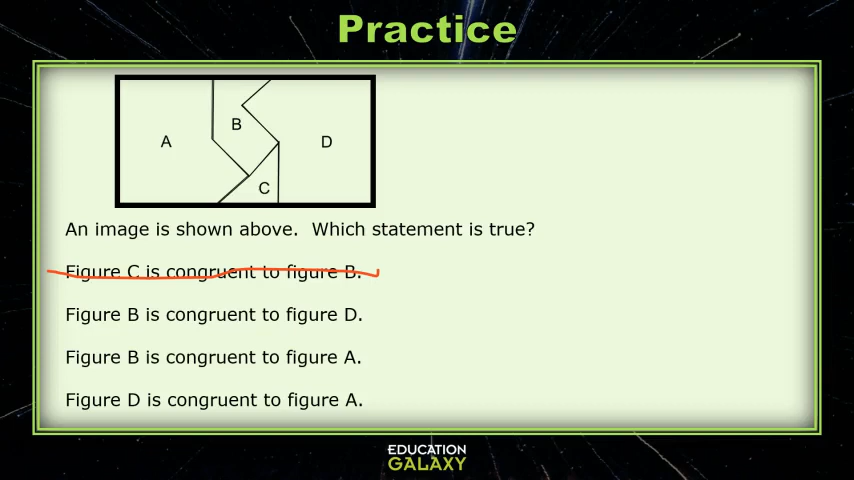 Practice
A
B
D
C
An image is shown above.  Which statement is true?
Figure C is congruent to figure B.
Figure B is congruent to figure D.
Figure B is congruent to figure A.
Figure D is congruent to figure A.
EDUCATION
GALAXY